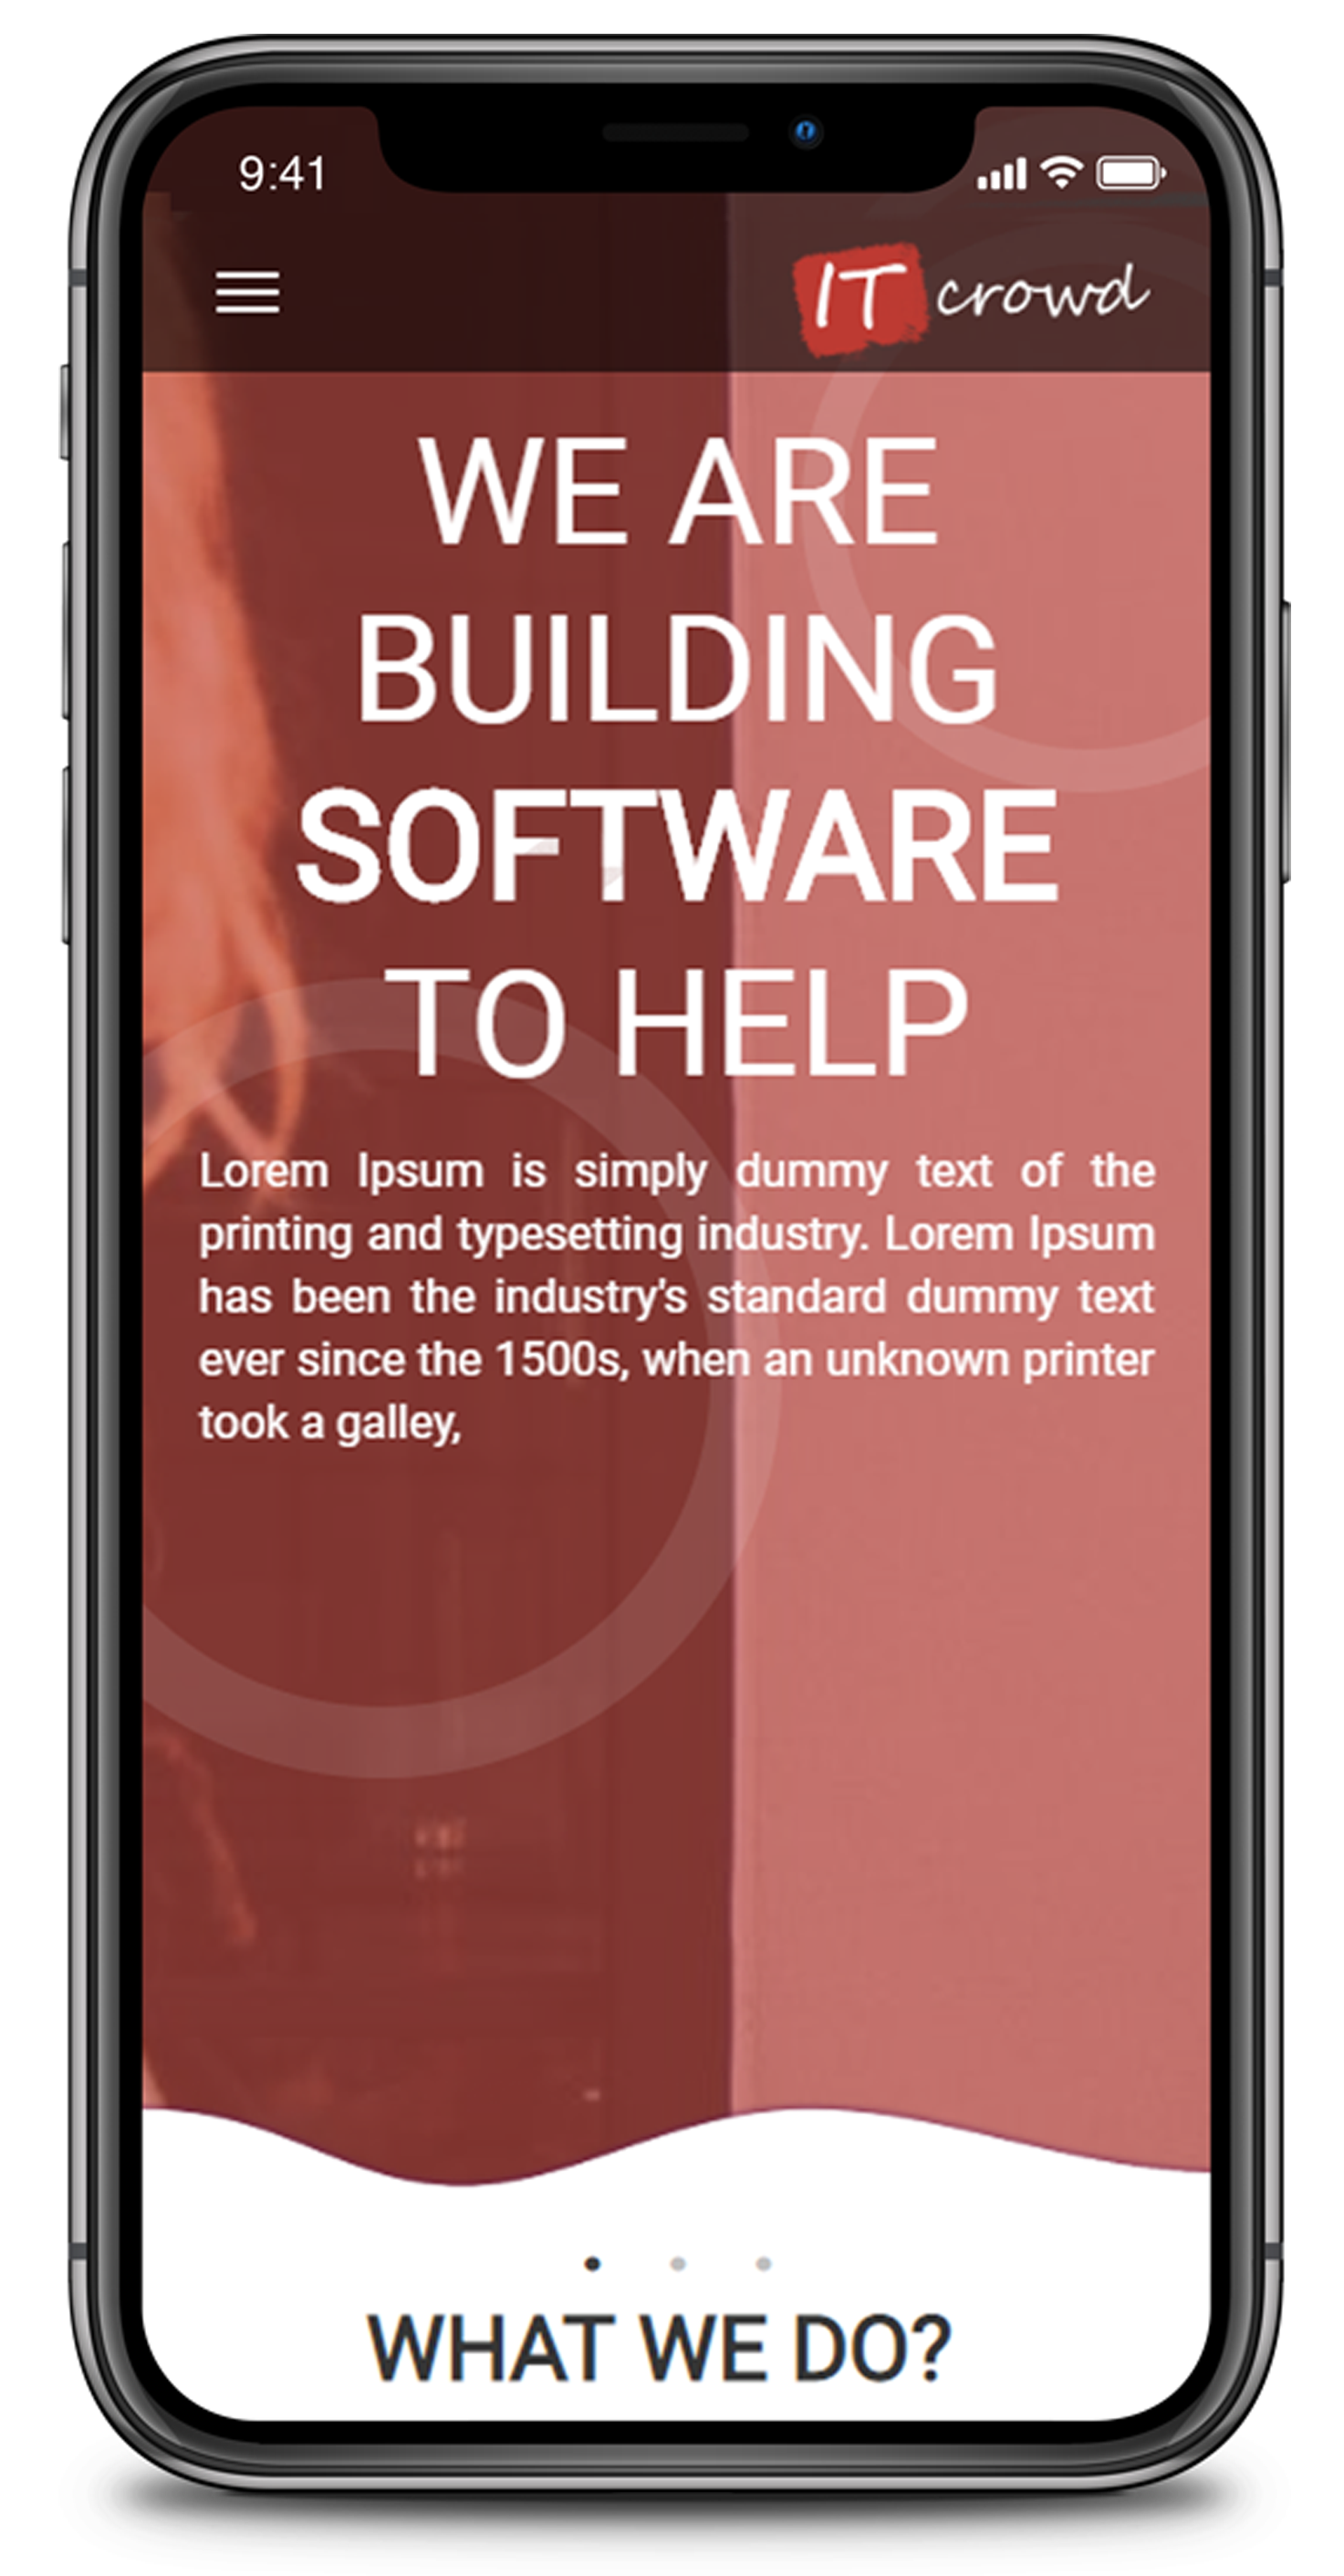 9:41
IT crowd
WE ARE
BUILDING
SOFTWARE
TO HELP
Lorem Ipsum is simply dummy text of the
printing and typesetting industry. Lorem Ipsum
has been the industry's standard dummy text
ever since the 1500s, when an unknown printer
took a galley,
WHAT WE DO?